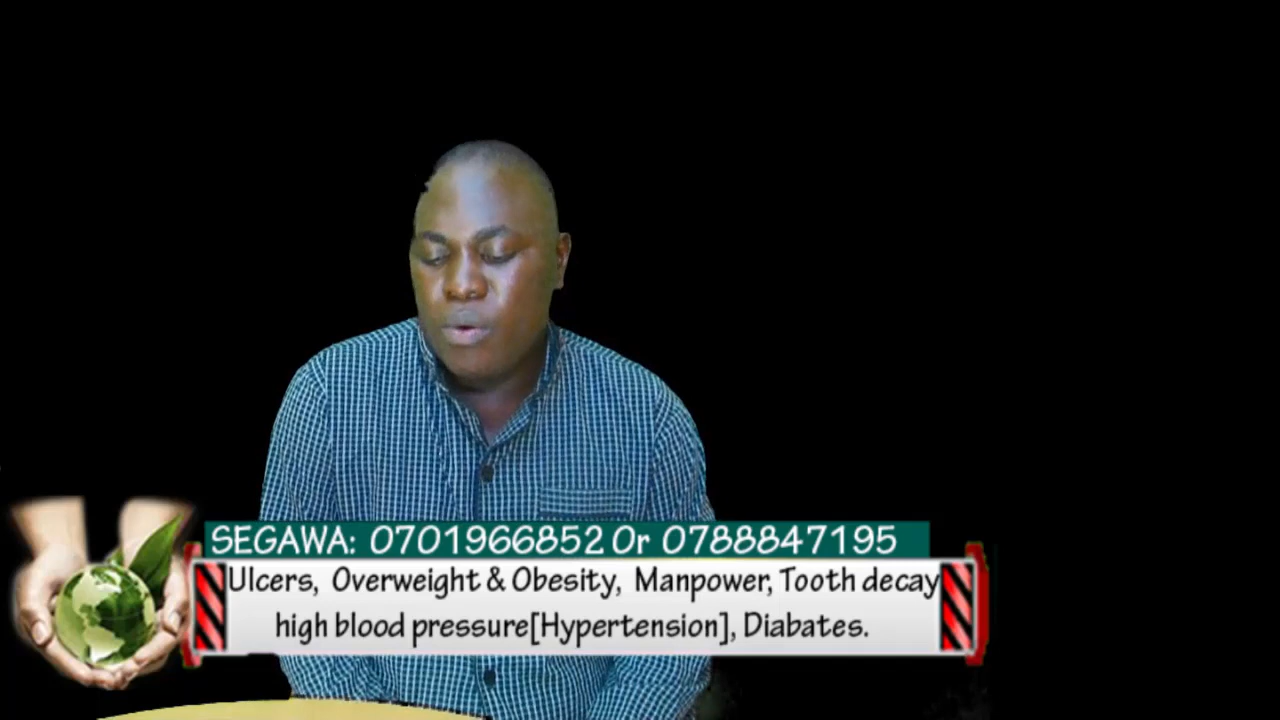 SEGAWA: 0701966852 Or 0788847195
Ulcers, Overweight & Obesity, Manpower, Tooth decay
high blood pressure[Hypertension], Diabates.